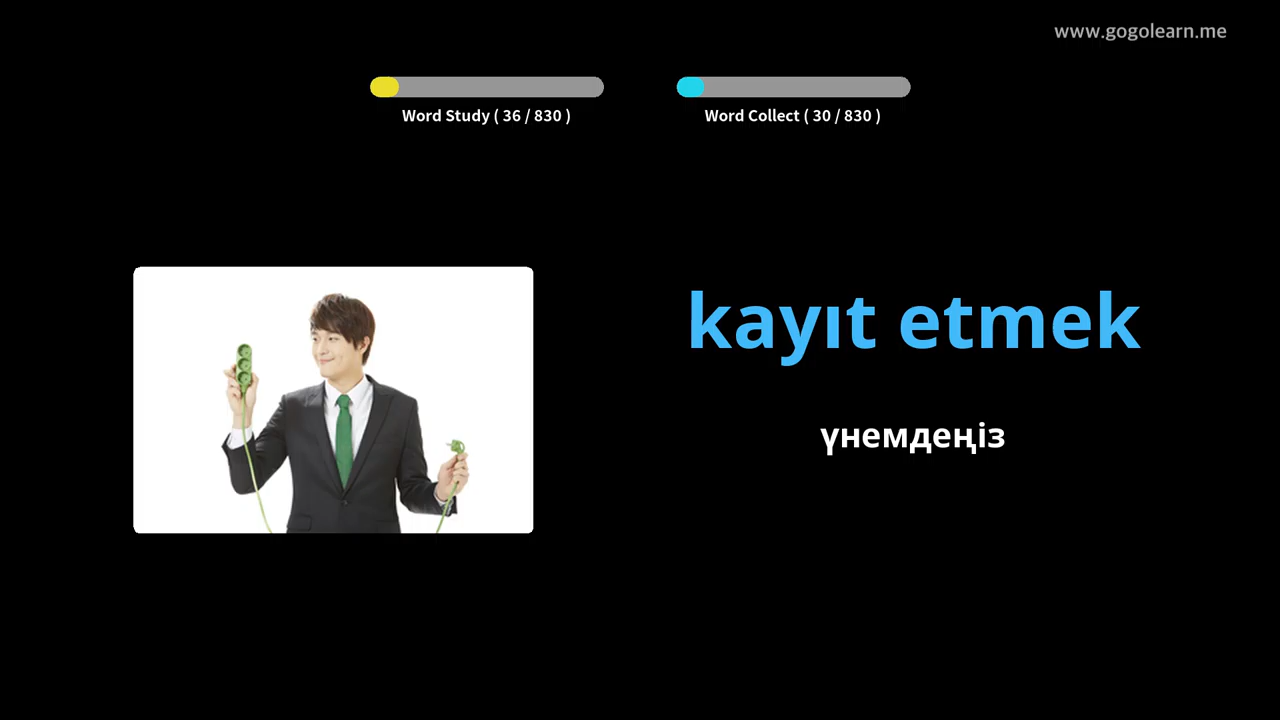 www.gogolearn.me
Word Study ( 36 / 830 )
Word Collect ( 30 / 830 )
kayıt etmek
үнемдеңіз